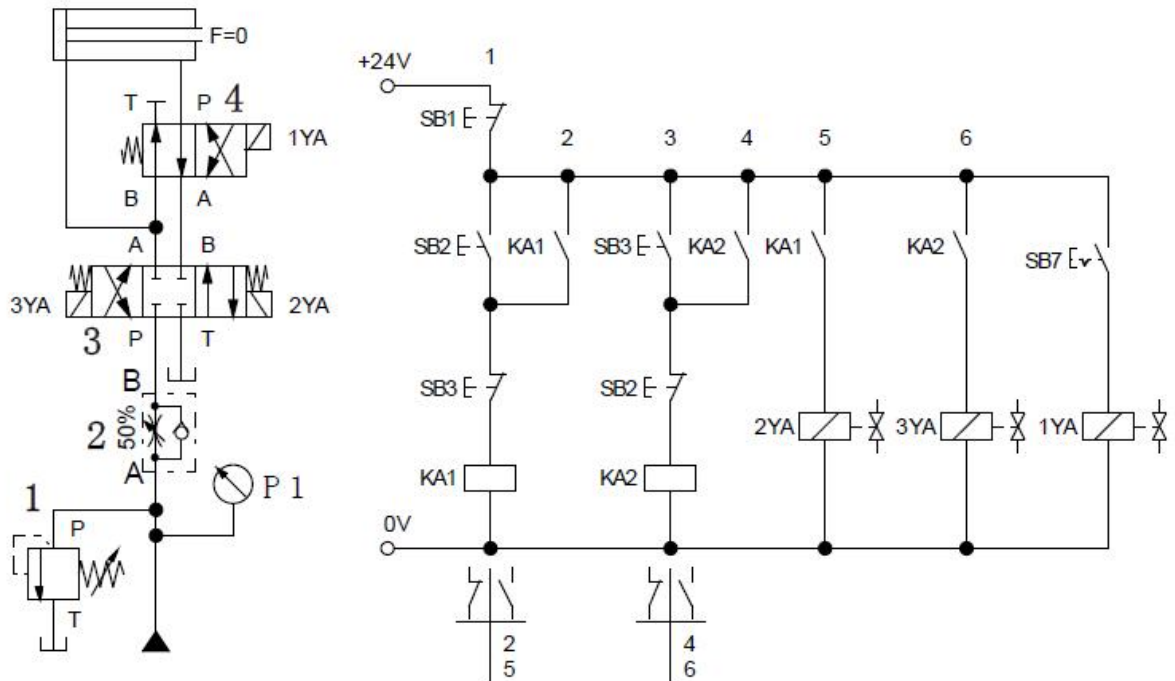 F=0
T P 4
1YA
B A
A B
3YA 2YA
3 P T
B
2 50%
A
P1
1
P
T
1
+24V
SB1
2 3 4 5 6
SB2 KA1 SB3 KA2 KA1 KA2 SB7
SB3 SB2
2YA 3YA 1YA
KA1 KA2
0V
2 4
5 6